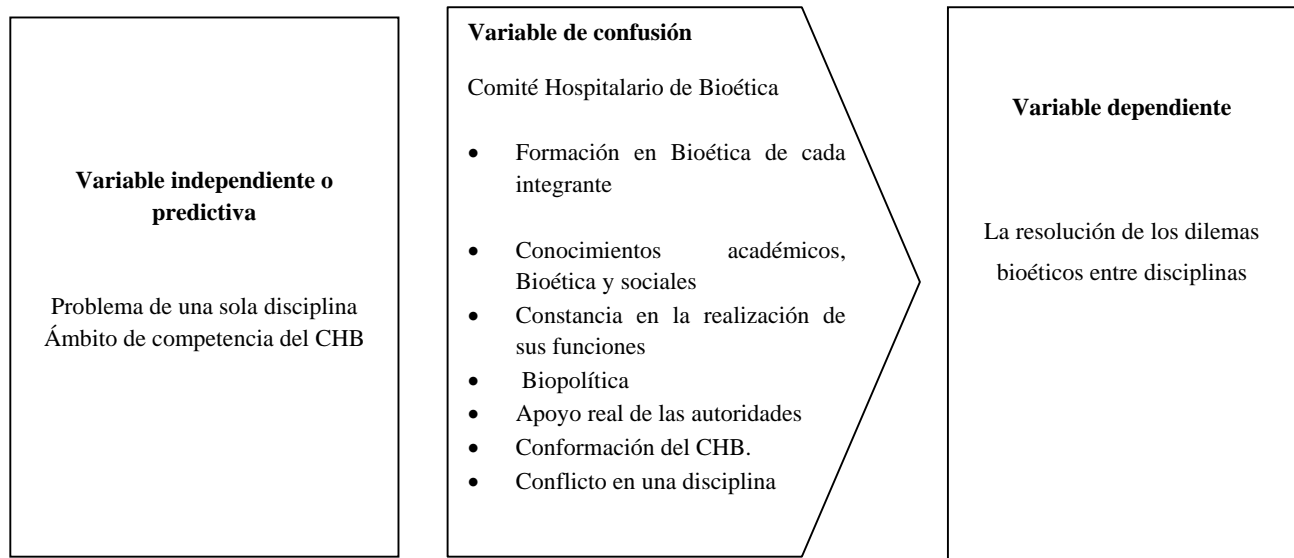 Variable independiente o
predictiva
Problema de una sola disciplina
Ámbito de competencia del CHB
Variable de confusión
Comité Hospitalario de Bioética
• Formación en Bioética de cada
integrante
• Conocimientos académicos,
Bioética y sociales
• Constancia en la realización de
sus funciones
• Biopolítica
• Apoyo real de las autoridades
• Conformación del CHB.
• Conflicto en una disciplina
Variable dependiente
La resolución de los dilemas
bioéticos entre disciplinas